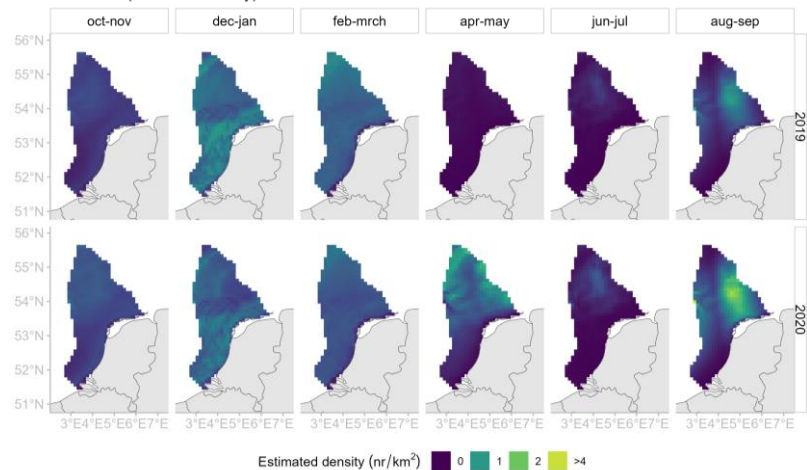 oct-nov dec-jan feb-mrch apr-may jun-jul aug-sep
56°N
55°N
54°N
53°N
52°N
51°N
2019
56°N
55°N
54°N
53°N
52°N
51°N
2020
3°E4°E5°E6°E7°E 3°E4°E5°E6°E7°E 3°E4°E5°E6°E7°E 3°E4°E5°E6°E7°E 3°E4°E5°E6°E7°E 3°E4°E5°E6°E7°E
Estimated density (nr/km²) 0 1 2 >4